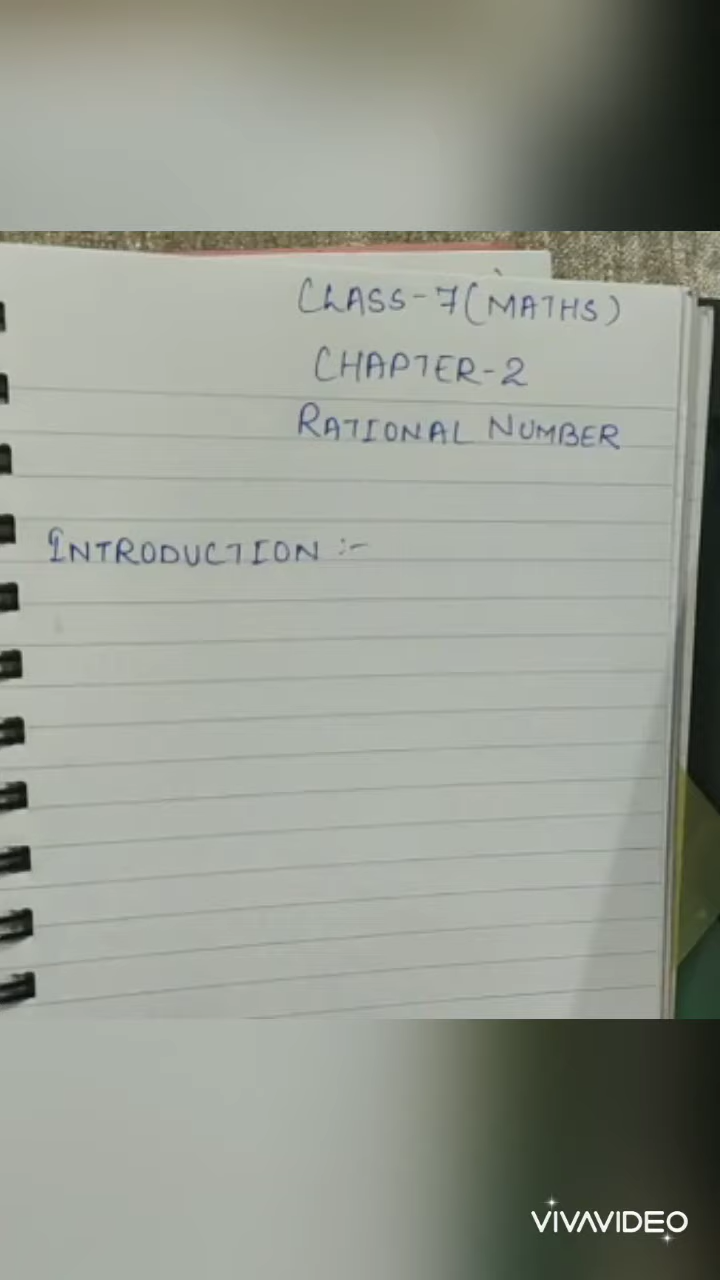 CLASS-7(MATHS)
CHAPTER-2
RATIONAL NUMBER
INTRODUCTION :-
VIVAVIDEO